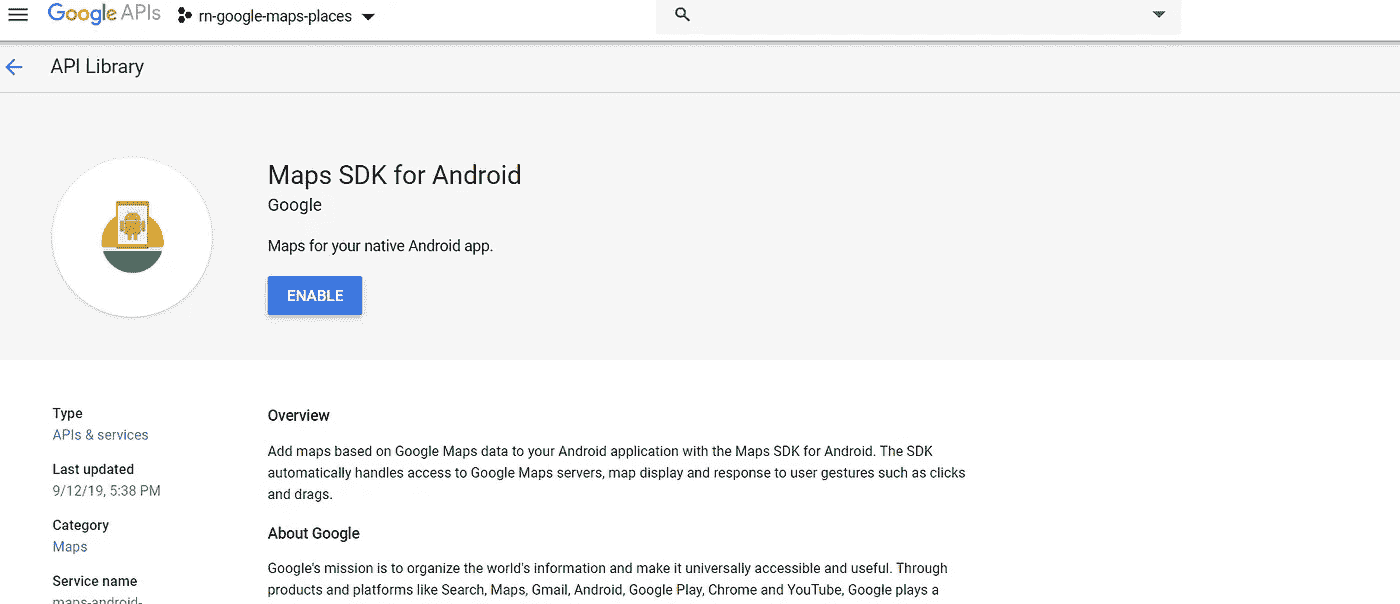 Google APIs rn-google-maps-places
API Library
Maps SDK for Android
Google
Maps for your native Android app.
ENABLE
Type
APIs & services
Last updated
9/12/19, 5:38 PM
Category
Maps
Service name
maps-android-
Overview
Add maps based on Google Maps data to your Android application with the Maps SDK for Android. The SDK
automatically handles access to Google Maps servers, map display and response to user gestures such as clicks
and drags.
About Google
Google's mission is to organize the world's information and make it universally accessible and useful. Through
products and platforms like Search, Maps, Gmail, Android, Google Play, Chrome and YouTube, Google plays a